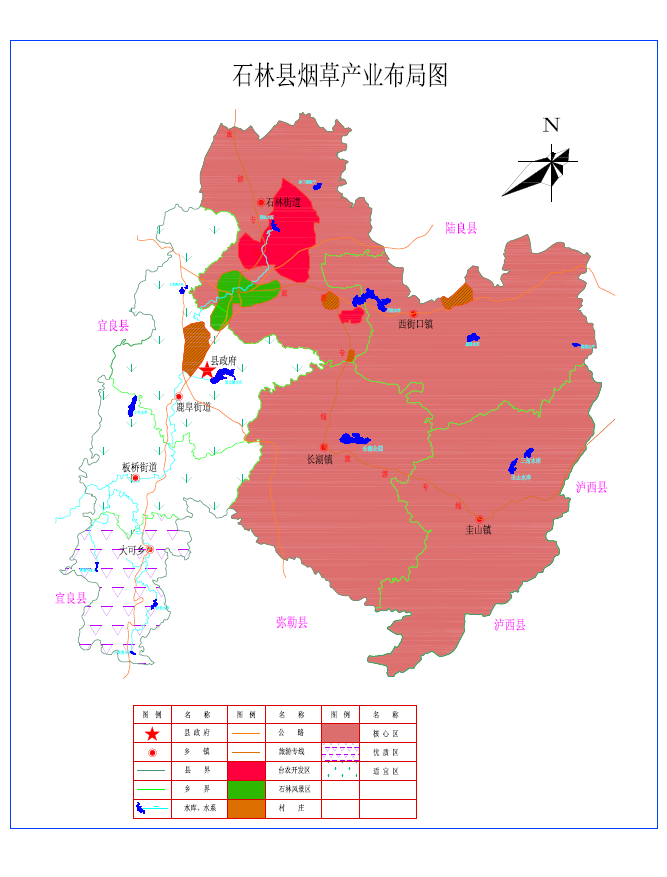 石林县烟草产业布局图
N
石林街道
陆良县
宜良县
西街口镇
县政府
鹿阜街道
长湖镇
板桥街道
泸西县
圭山镇
大可乡
宜良县
弥勒县
泸西县
图 例 名 称 图 例 名 称 图 例 名 称
县 政 府 公 路 核 心 区
乡 镇 旅游专线 优 质 区
县 界 台农开发区 适 宜 区
乡 界 石林风景区
水库、水系 村 庄